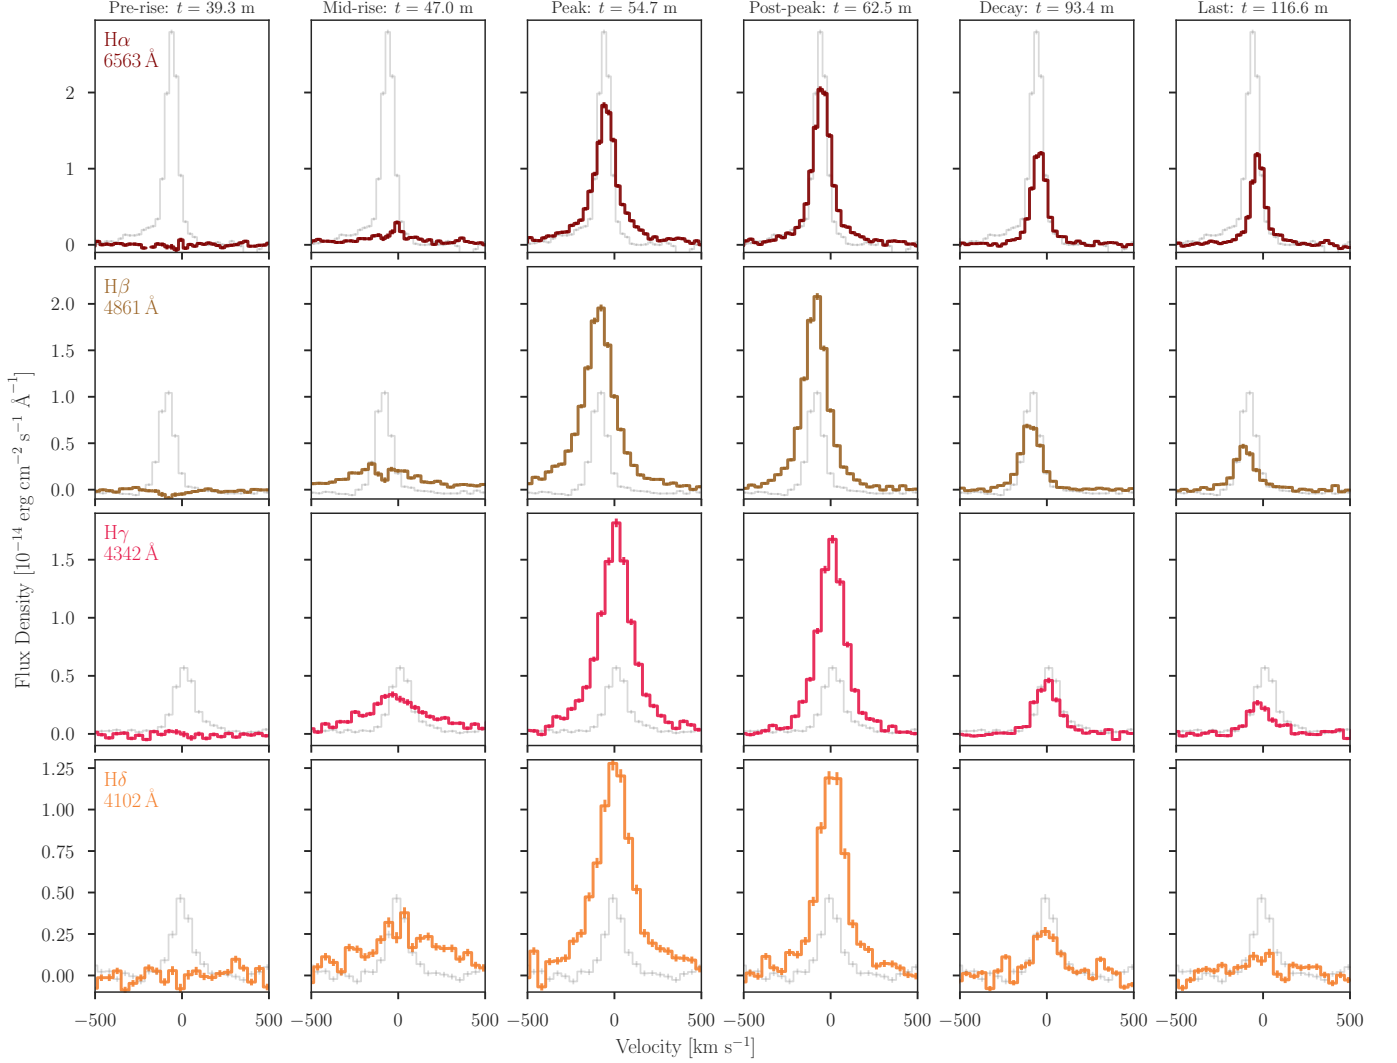 Pre-rise: t = 39.3 m
Mid-rise: t = 47.0 m
Peak: t = 54.7 m
Post-peak: t = 62.5 m
Decay: t = 93.4 m
Last: t = 116.6 m
Hα
6563 Å
2
1
0
Hβ
4861 Å
2.0
1.5
1.0
0.5
0.0
Hγ
4342 Å
1.5
1.0
0.5
0.0
Hδ
4102 Å
1.25
1.00
0.75
0.50
0.25
0.00
Flux Density [10⁻¹⁴ erg cm⁻² s⁻¹ Å⁻¹]
−500 0 500
−500 0 500
−500 0 500
−500 0 500
−500 0 500
−500 0 500
Velocity [km s⁻¹]